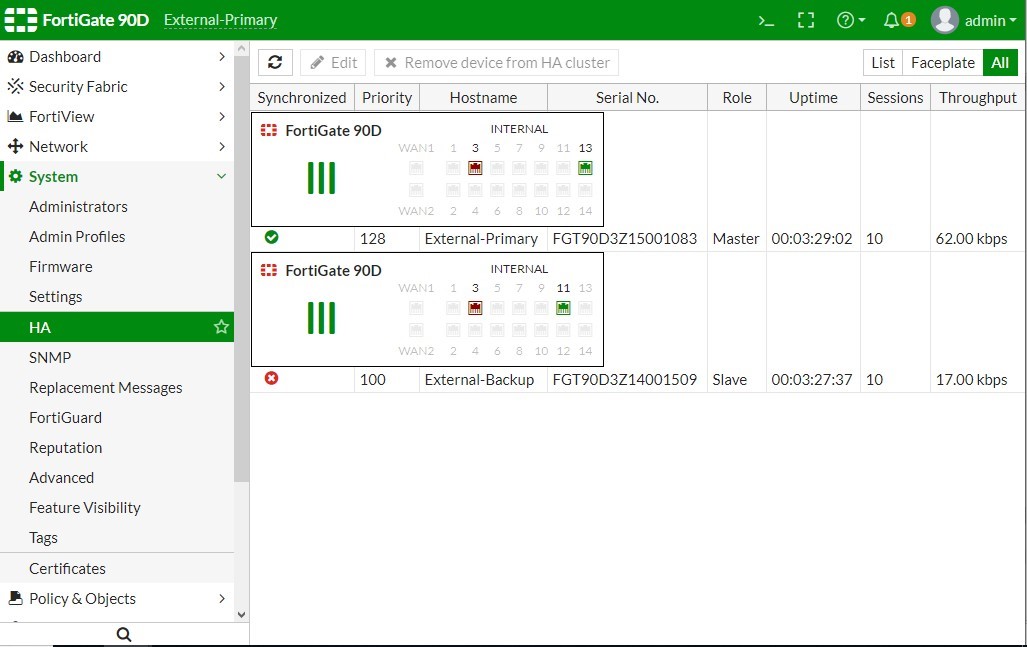 FortiGate 90D External-Primary >_ 1 admin
Dashboard
Security Fabric
FortiView
Network
System
Administrators
Admin Profiles
Firmware
Settings
HA
SNMP
Replacement Messages
FortiGuard
Reputation
Advanced
Feature Visibility
Tags
Certificates
Policy & Objects
Edit Remove device from HA cluster List Faceplate All
Synchronized Priority Hostname Serial No. Role Uptime Sessions Throughput
FortiGate 90D INTERNAL
WAN1 1 3 5 7 9 11 13
WAN2 2 4 6 8 10 12 14
128 External-Primary FGT90D3Z15001083 Master 00:03:29:02 10 62.00 kbps
FortiGate 90D INTERNAL
WAN1 1 3 5 7 9 11 13
WAN2 2 4 6 8 10 12 14
100 External-Backup FGT90D3Z14001509 Slave 00:03:27:37 10 17.00 kbps